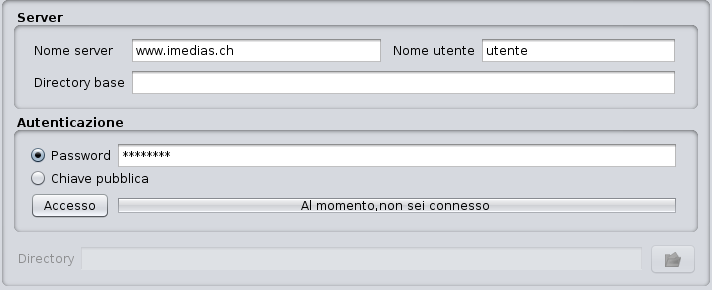 Server
Nome server www.imedias.ch Nome utente utente
Directory base
Autenticazione
Password ********
Chiave pubblica
Accesso Al momento,non sei connesso
Directory